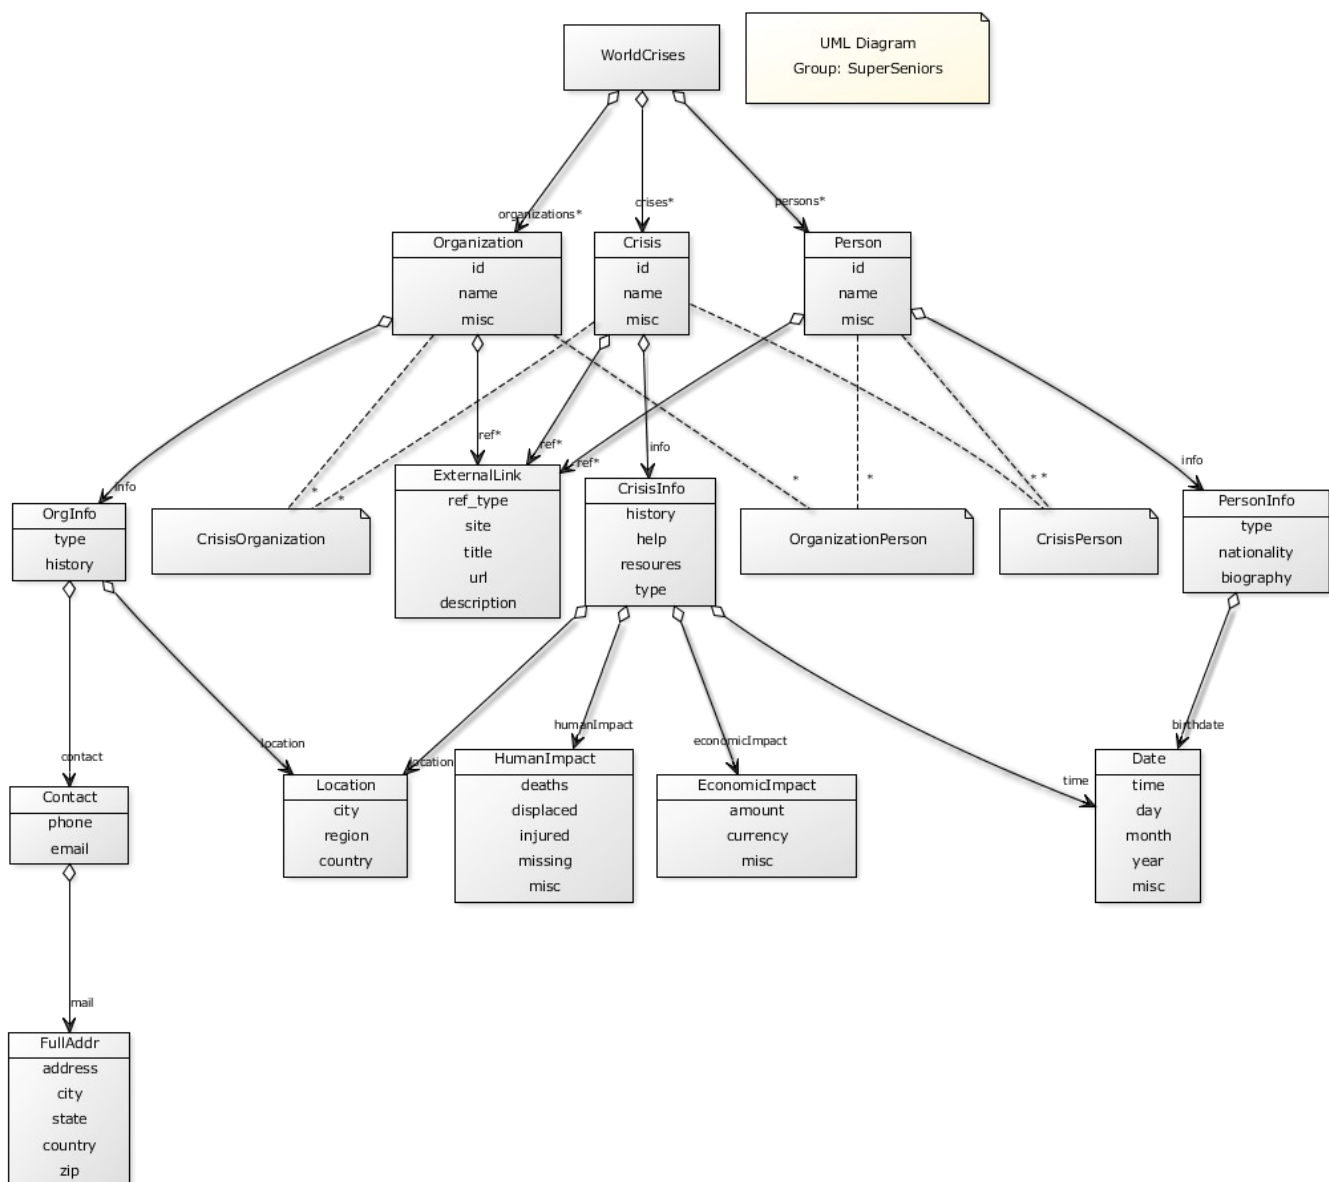 WorldCrises
UML Diagram
Group: SuperSeniors
organizations*
crises*
persons*
Organization
id
name
misc
Crisis
id
name
misc
Person
id
name
misc
info
ref*
ref*
ref*
info
info
*
*
*
*
* *
OrgInfo
type
history
CrisisOrganization
ExternalLink
ref_type
site
title
url
description
CrisisInfo
history
help
resoures
type
OrganizationPerson
CrisisPerson
PersonInfo
type
nationality
biography
contact
location
location
humanImpact
economicImpact
time
birthdate
Contact
phone
email
Location
city
region
country
HumanImpact
deaths
displaced
injured
missing
misc
EconomicImpact
amount
currency
misc
Date
time
day
month
year
misc
mail
FullAddr
address
city
state
country
zip